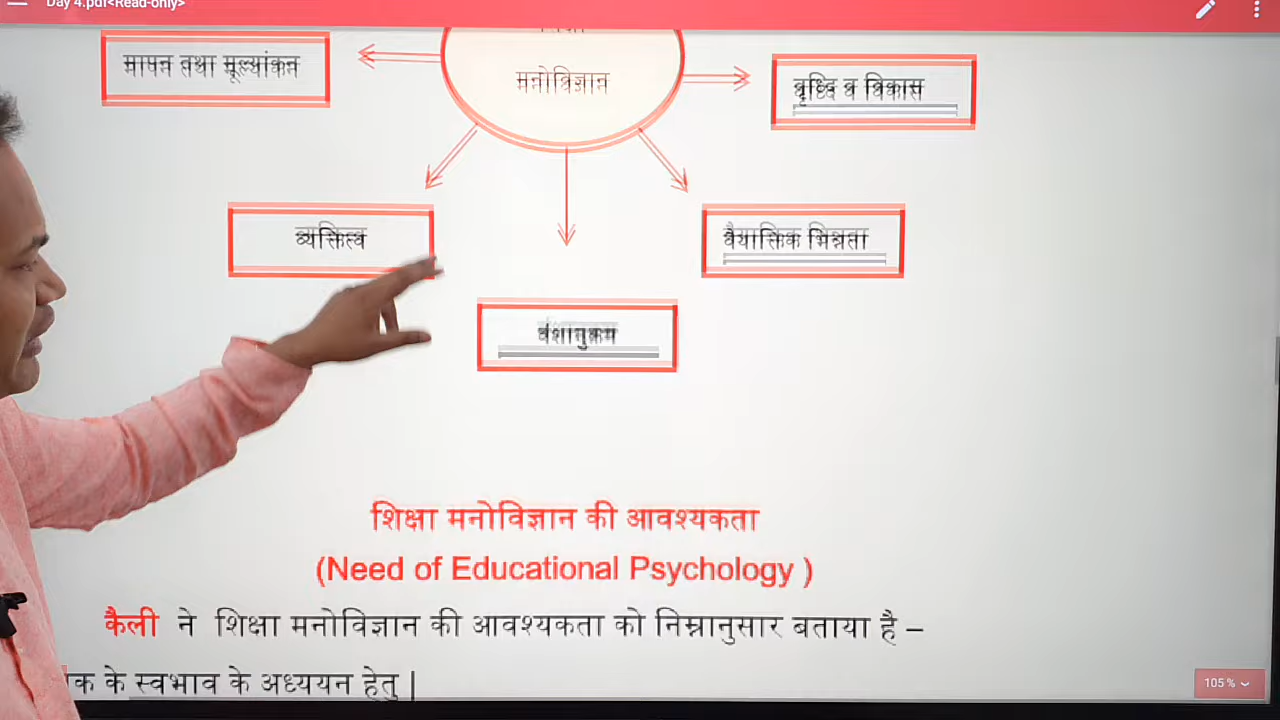 Day 4.pdf<Read-only>
मापन तथा मूल्यांकन
मनोविज्ञान
वृध्दि व विकास
व्यक्तित्व
वैयाक्तिक भिन्नता
वंशानुक्रम
शिक्षा मनोविज्ञान की आवश्यकता
(Need of Educational Psychology )
कैली ने शिक्षा मनोविज्ञान की आवश्यकता को निम्नानुसार बताया है –
के स्वभाव के अध्ययन हेतु |
105 %